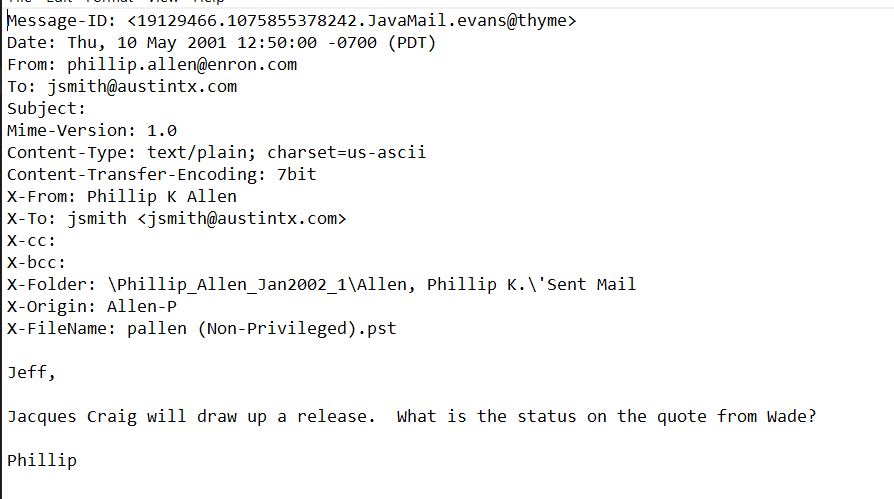 Message-ID: <19129466.1075855378242.JavaMail.evans@thyme>
Date: Thu, 10 May 2001 12:50:00 -0700 (PDT)
From: phillip.allen@enron.com
To: jsmith@austintx.com
Subject:
Mime-Version: 1.0
Content-Type: text/plain; charset=us-ascii
Content-Transfer-Encoding: 7bit
X-From: Phillip K Allen
X-To: jsmith <jsmith@austintx.com>
X-cc:
X-bcc:
X-Folder: \Phillip_Allen_Jan2002_1\Allen, Phillip K.\'Sent Mail
X-Origin: Allen-P
X-FileName: pallen (Non-Privileged).pst
Jeff,
Jacques Craig will draw up a release.  What is the status on the quote from Wade?
Phillip